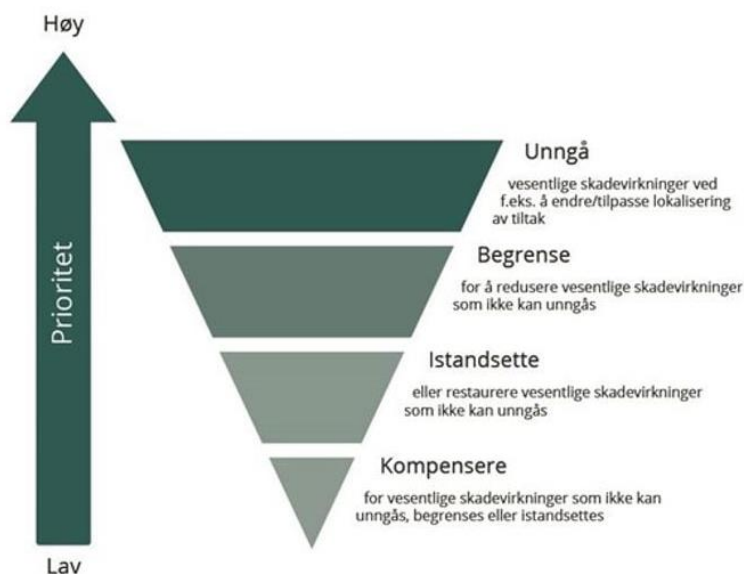 Høy
Prioritet
Unngå
vesentlige skadevirkninger ved
f.eks. å endre/tilpasse lokalisering
av tiltak
Begrense
for å redusere vesentlige skadevirkninger
som ikke kan unngås
Istandsette
eller restaurere vesentlige skadevirkninger
som ikke kan unngås
Kompensere
for vesentlige skadevirkninger som ikke kan
unngås, begrenses eller istandsettes
Lav